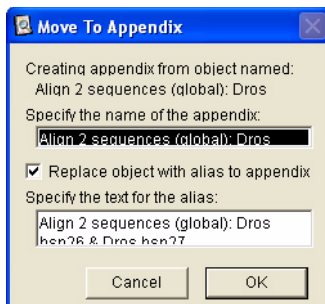 Move To Appendix
Creating appendix from object named:
Align 2 sequences (global): Dros
Specify the name of the appendix:
Align 2 sequences (global): Dros
Replace object with alias to appendix
Specify the text for the alias:
Align 2 sequences (global): Dros
hsp26 & Dros hsp27
Cancel
OK